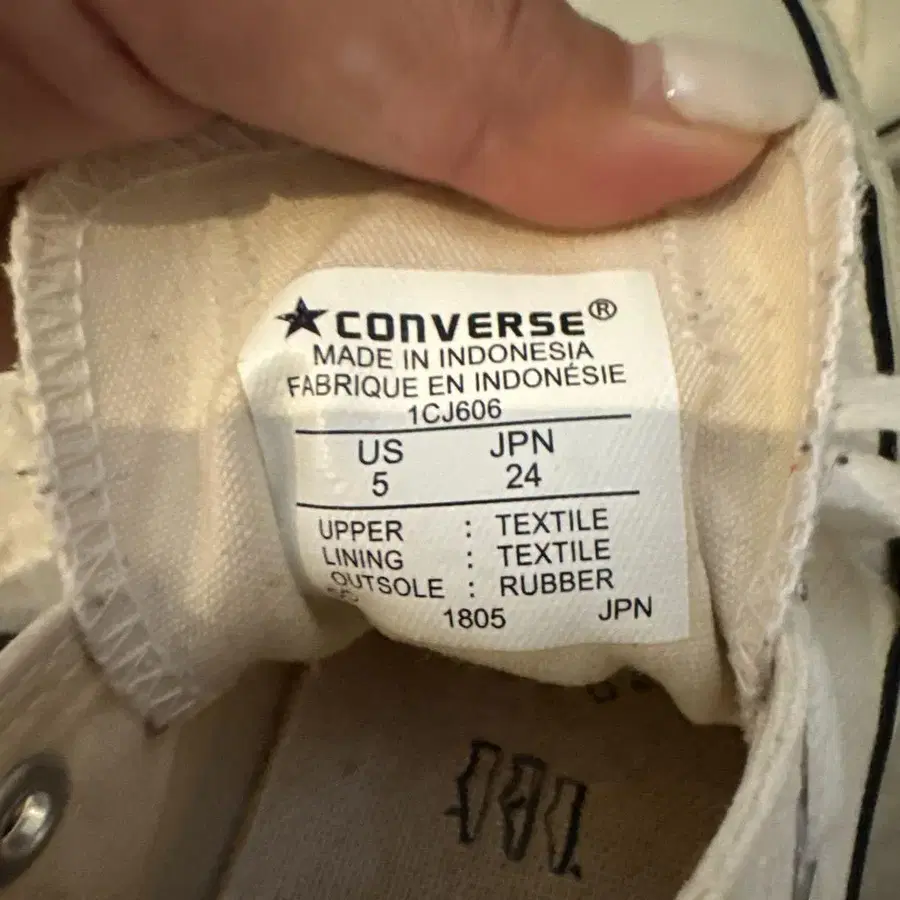 CONVERSE®
MADE IN INDONESIA
FABRIQUE EN INDONÉSIE
1CJ606
US JPN
5 24
UPPER : TEXTILE
LINING : TEXTILE
OUTSOLE : RUBBER
1805 JPN